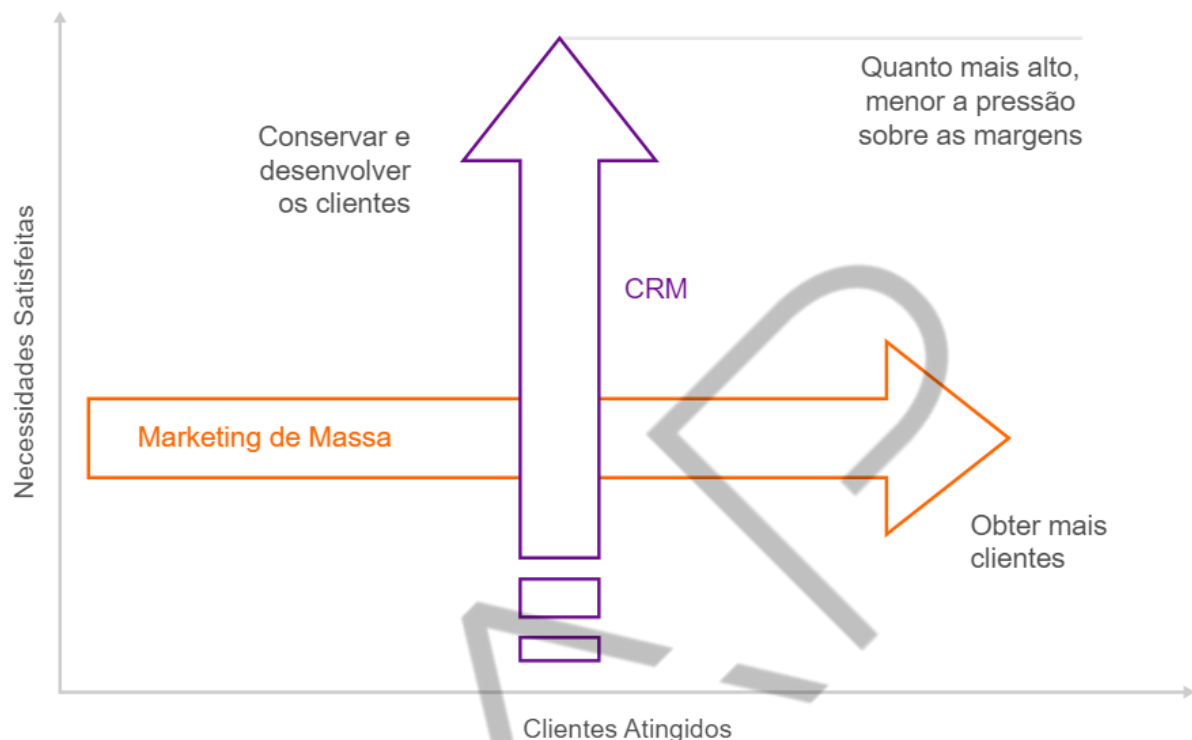 Quanto mais alto,
menor a pressão
sobre as margens
Conservar e
desenvolver
os clientes
Necessidades Satisfeitas
CRM
Marketing de Massa
Obter mais
clientes
Clientes Atingidos